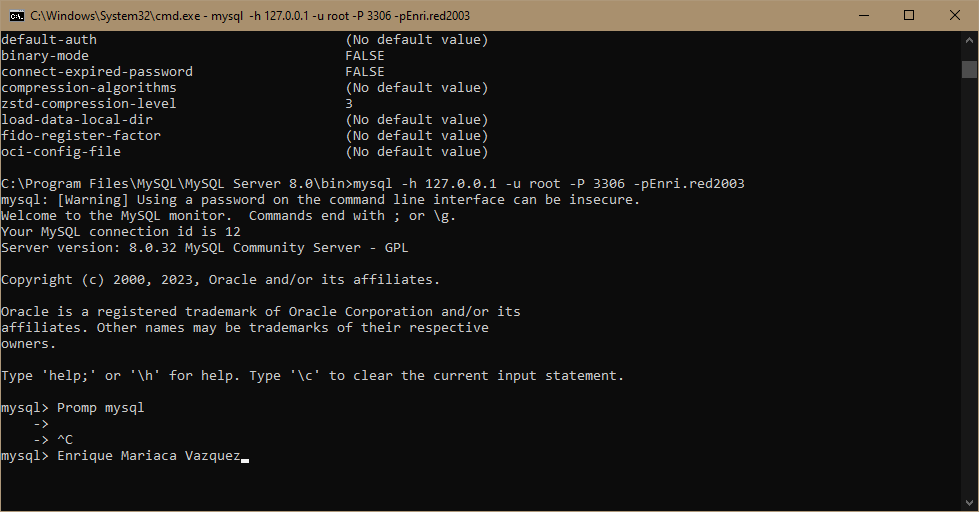 C:\Windows\System32\cmd.exe - mysql  -h 127.0.0.1 -u root -P 3306 -pEnri.red2003
default-auth                               (No default value)
binary-mode                                FALSE
connect-expired-password                   FALSE
compression-algorithms                     (No default value)
zstd-compression-level                     3
load-data-local-dir                        (No default value)
fido-register-factor                       (No default value)
oci-config-file                            (No default value)
C:\Program Files\MySQL\MySQL Server 8.0\bin>mysql -h 127.0.0.1 -u root -P 3306 -pEnri.red2003
mysql: [Warning] Using a password on the command line interface can be insecure.
Welcome to the MySQL monitor.  Commands end with ; or \g.
Your MySQL connection id is 12
Server version: 8.0.32 MySQL Community Server - GPL
Copyright (c) 2000, 2023, Oracle and/or its affiliates.
Oracle is a registered trademark of Oracle Corporation and/or its
affiliates. Other names may be trademarks of their respective
owners.
Type 'help;' or '\h' for help. Type '\c' to clear the current input statement.
mysql> Promp mysql
    ->
    -> ^C
mysql> Enrique Mariaca Vazquez